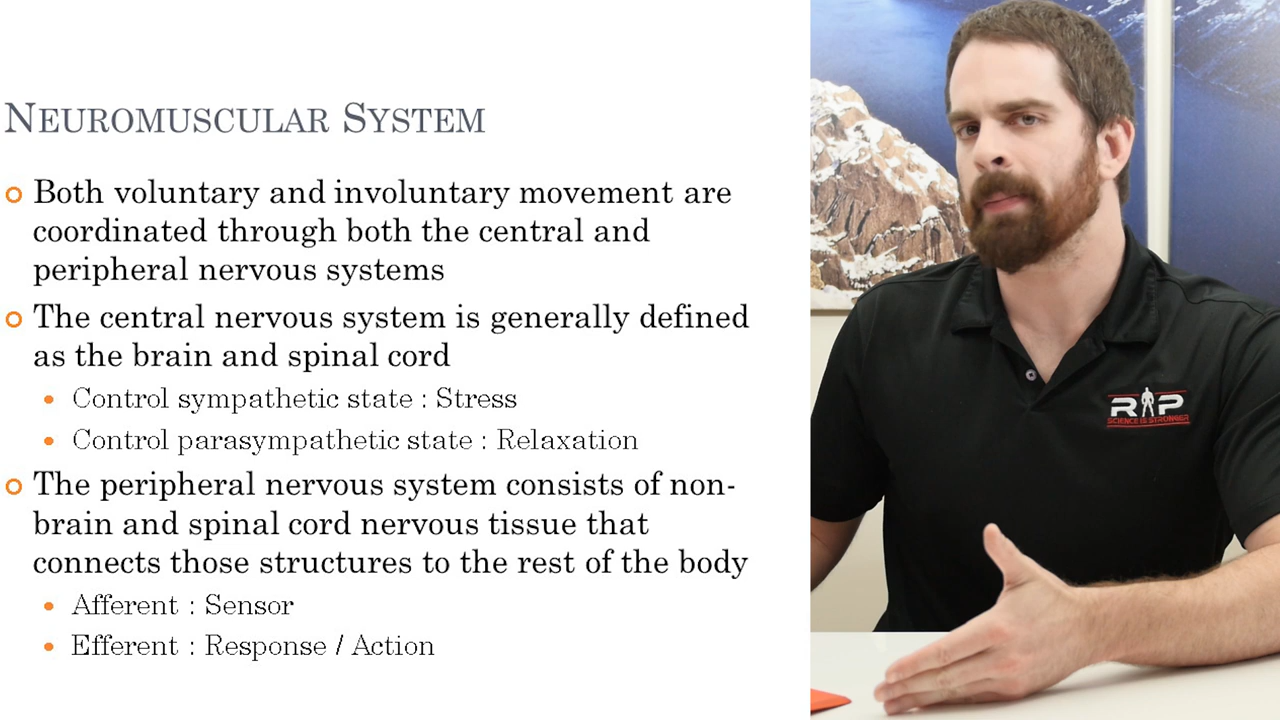 NEUROMUSCULAR SYSTEM
Both voluntary and involuntary movement are
coordinated through both the central and
peripheral nervous systems
The central nervous system is generally defined
as the brain and spinal cord
Control sympathetic state : Stress
Control parasympathetic state : Relaxation
The peripheral nervous system consists of non-
brain and spinal cord nervous tissue that
connects those structures to the rest of the body
Afferent : Sensor
Efferent : Response / Action
RP
SCIENCE IS STRONGER